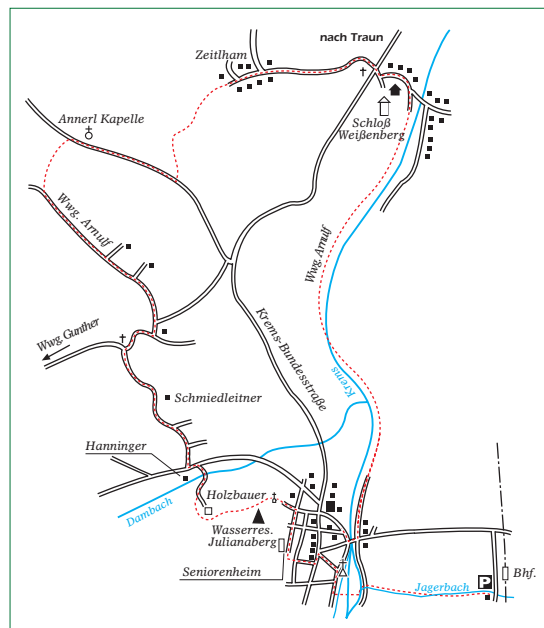 nach Traun
Zeitlham
Schloß
Weißenberg
Annerl Kapelle
Wwg. Arnulf
Wwg. Arnulf
Wwg. Gunther
Krems-Bundesstraße
Krems
Schmiedleitner
Hanninger
Dambach
Holzbauer
Wasserres.
Julianaberg
Seniorenheim
Jagerbach
P
Bhf.